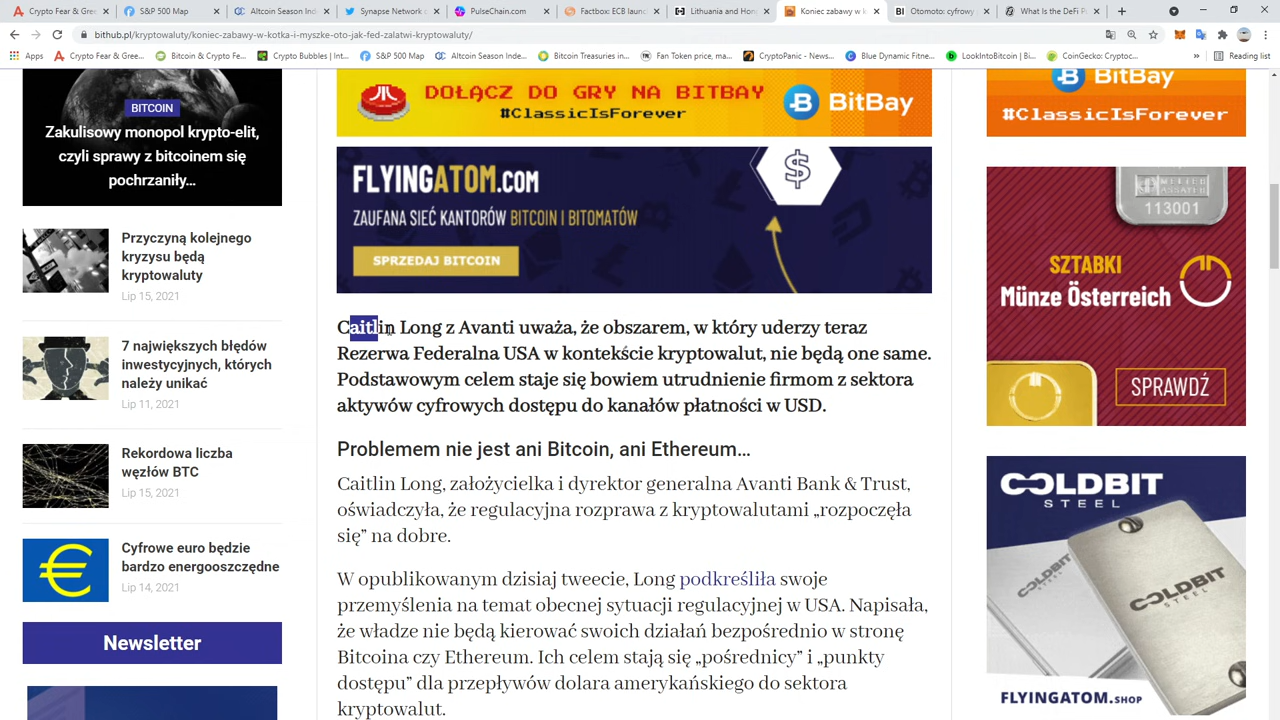 Crypto Fear & Gree
S&P 500 Map
Altcoin Season Ind
Synapse Network
PulseChain.com
Factbox: ECB laun
Lithuania and Hon
Koniec zabawy w k
Otomoto: cyfrowy
What Is the DeFi P
bithub.pl/kryptowaluty/koniec-zabawy-w-kotka-i-myszke-oto-jak-fed-zalatwi-kryptowaluty/
Apps
Crypto Fear & Gree...
Bitcoin & Crypto Fe...
Crypto Bubbles | Int...
S&P 500 Map
Altcoin Season Inde...
Bitcoin Treasuries in...
Fan Token price, ma...
CryptoPanic - News...
Blue Dynamic Fitne...
LookIntoBitcoin | Bi...
CoinGecko: Cryptoc...
»
Reading list
BITCOIN
Zakulisowy monopol krypto-elit,
czyli sprawy z bitcoinem się
pochrzaniły...
Przyczyną kolejnego
kryzysu będą
kryptowaluty
Lip 15, 2021
7 największych błędów
inwestycyjnych, których
należy unikać
Lip 11, 2021
Rekordowa liczba
węzłów BTC
Lip 15, 2021
Cyfrowe euro będzie
bardzo energooszczędne
Lip 14, 2021
Newsletter
DOŁĄCZ DO GRY NA BITBAY
#ClassicIsForever
BitBay
FLYINGATOM.COM
ZAUFANA SIEĆ KANTORÓW BITCOIN I BITOMATÓW
SPRZEDAJ BITCOIN
Caitlin Long z Avanti uważa, że obszarem, w który uderzy teraz
Rezerwa Federalna USA w kontekście kryptowalut, nie będą one same.
Podstawowym celem staje się bowiem utrudnienie firmom z sektora
aktywów cyfrowych dostępu do kanałów płatności w USD.
Problemem nie jest ani Bitcoin, ani Ethereum...
Caitlin Long, założycielka i dyrektor generalna Avanti Bank & Trust,
oświadczyła, że regulacyjna rozprawa z kryptowalutami „rozpoczęła
się” na dobre.
W opublikowanym dzisiaj tweecie, Long podkreśliła swoje
przemyślenia na temat obecnej sytuacji regulacyjnej w USA. Napisała,
że władze nie będą kierować swoich działań bezpośrednio w stronę
Bitcoina czy Ethereum. Ich celem stają się „pośrednicy” i „punkty
dostępu” dla przepływów dolara amerykańskiego do sektora
kryptowalut.
BitBay
#ClassicIsForever
MELTER
ASSAYER
113001
SZTABKI
Münze Österreich
SPRAWDŹ
COLDBIT
STEEL
COLDBIT
STEEL
COLDBIT
STEEL
FLYINGATOM.SHOP